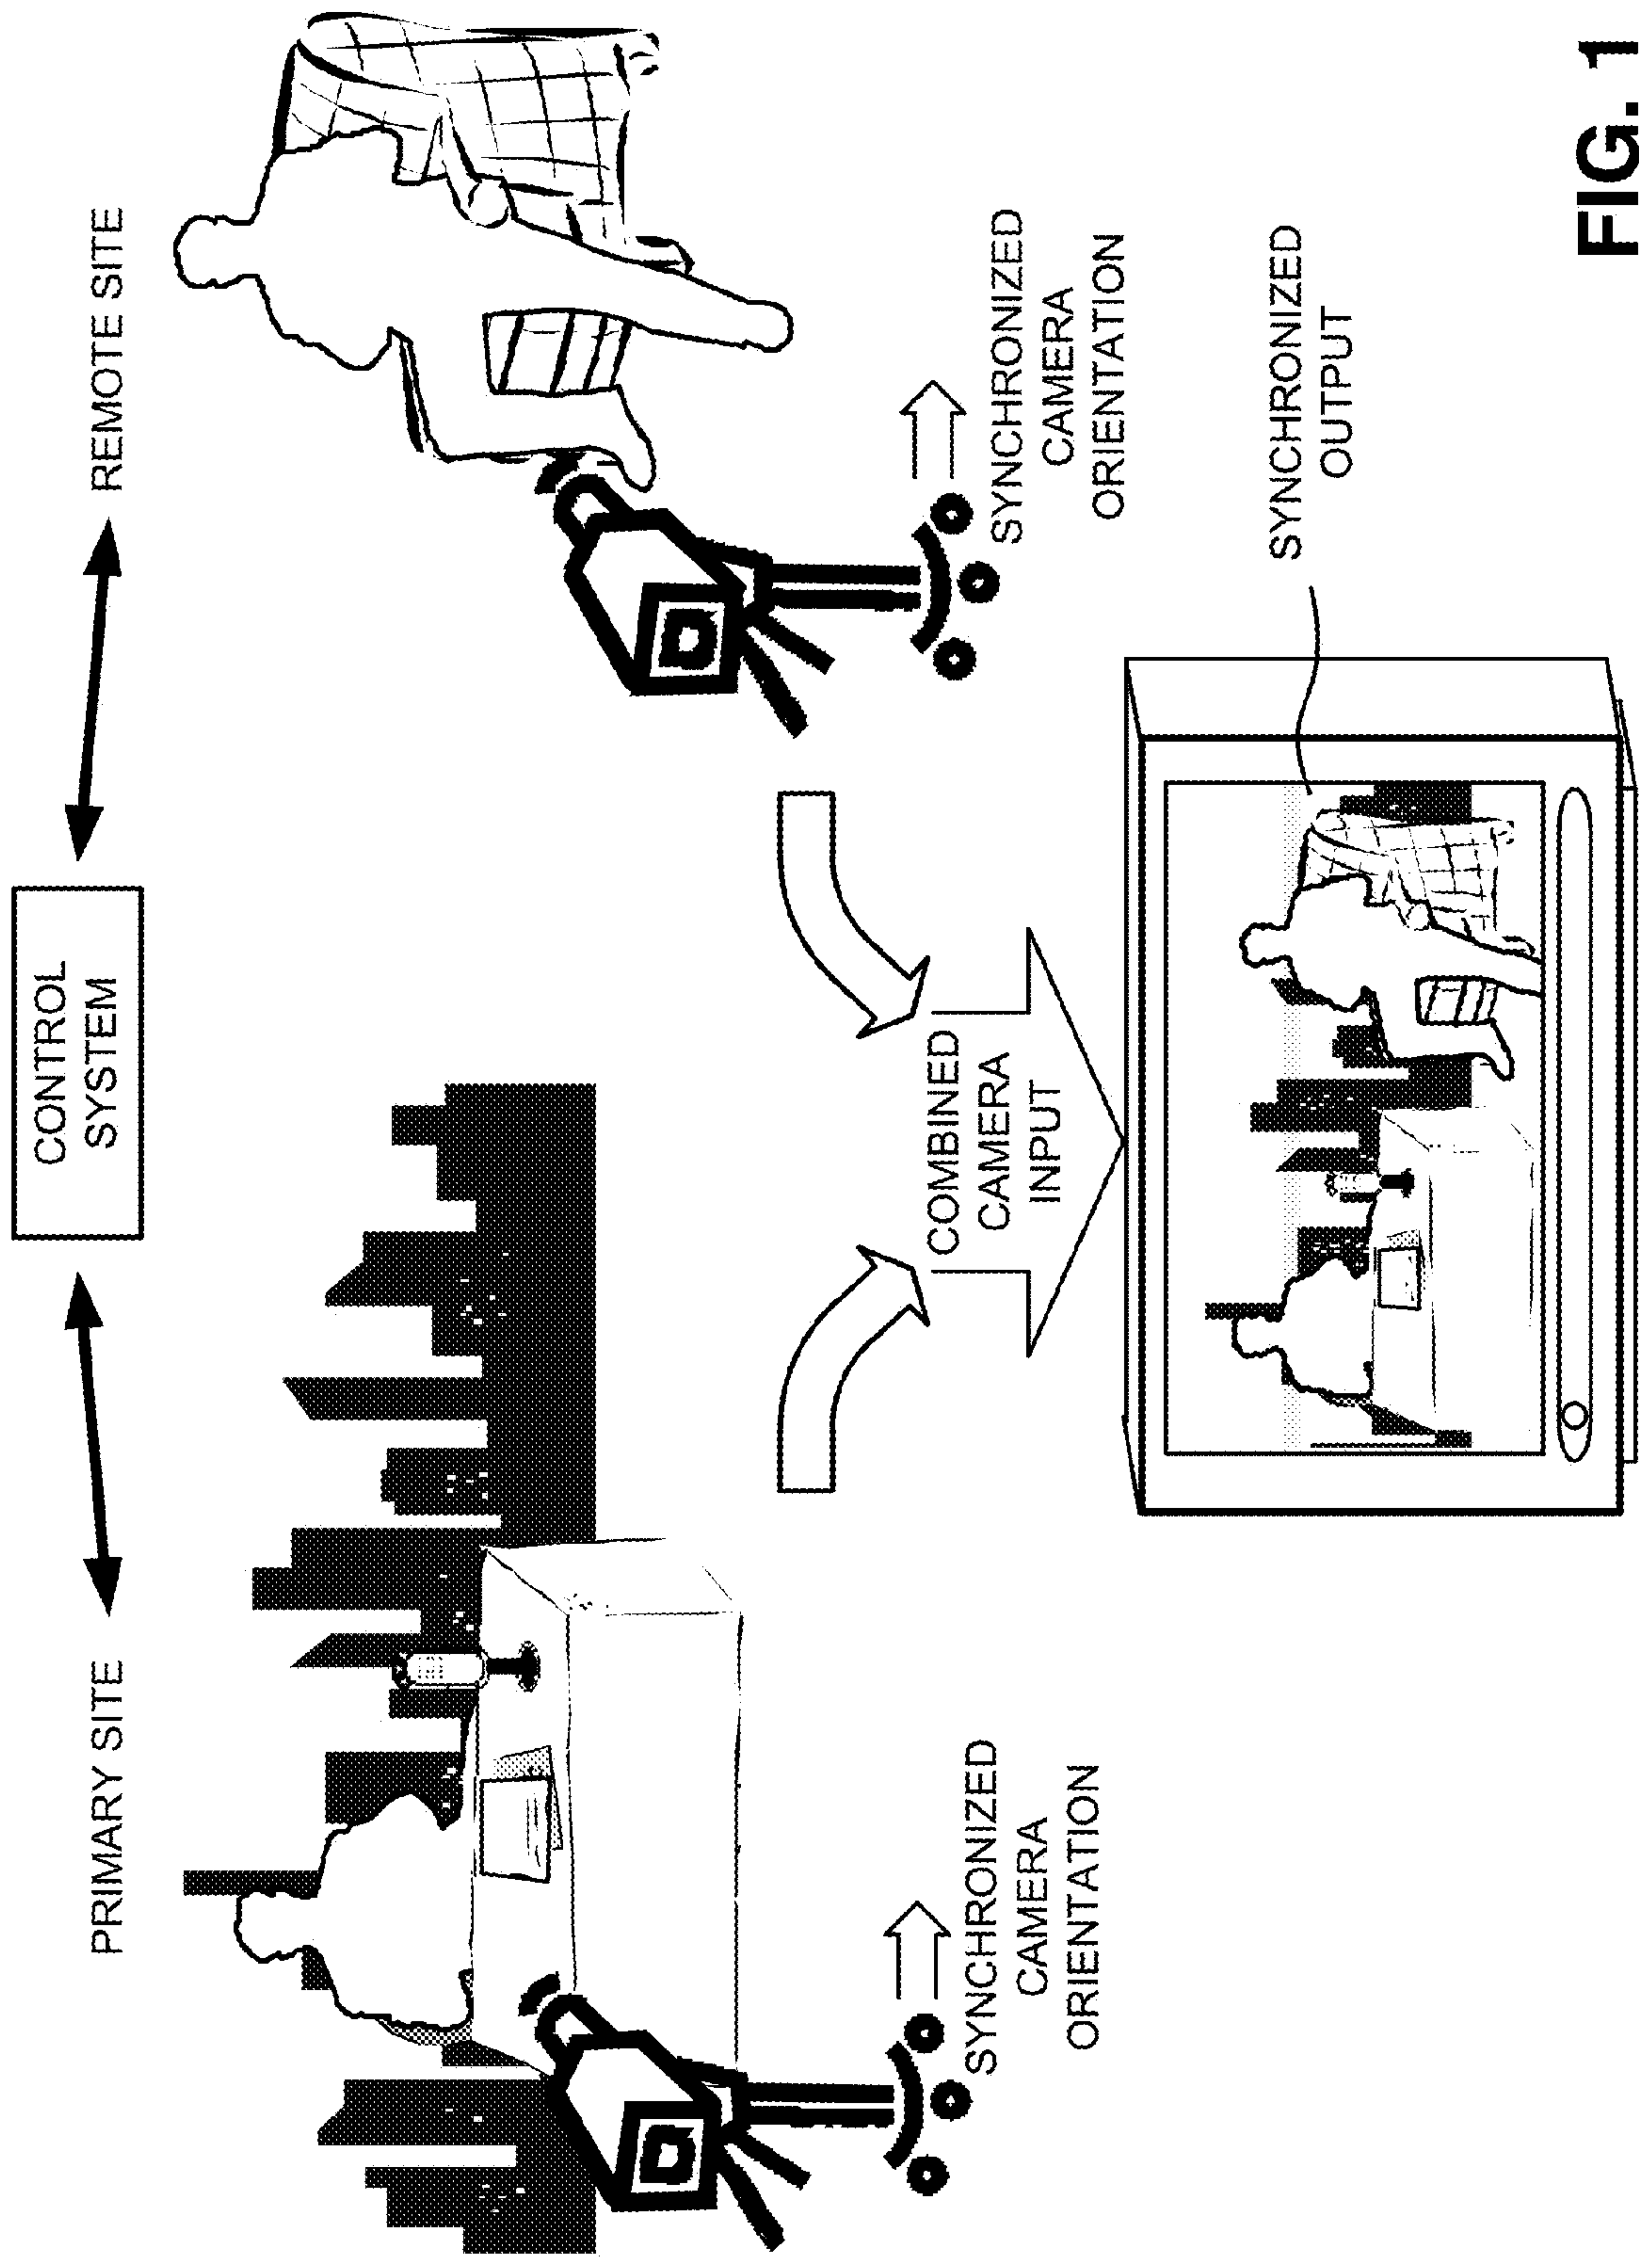 PRIMARY SITE
CONTROL
SYSTEM
REMOTE SITE
SYNCHRONIZED
CAMERA
ORIENTATION
COMBINED
CAMERA
INPUT
SYNCHRONIZED
CAMERA
ORIENTATION
SYNCHRONIZED
OUTPUT
FIG. 1